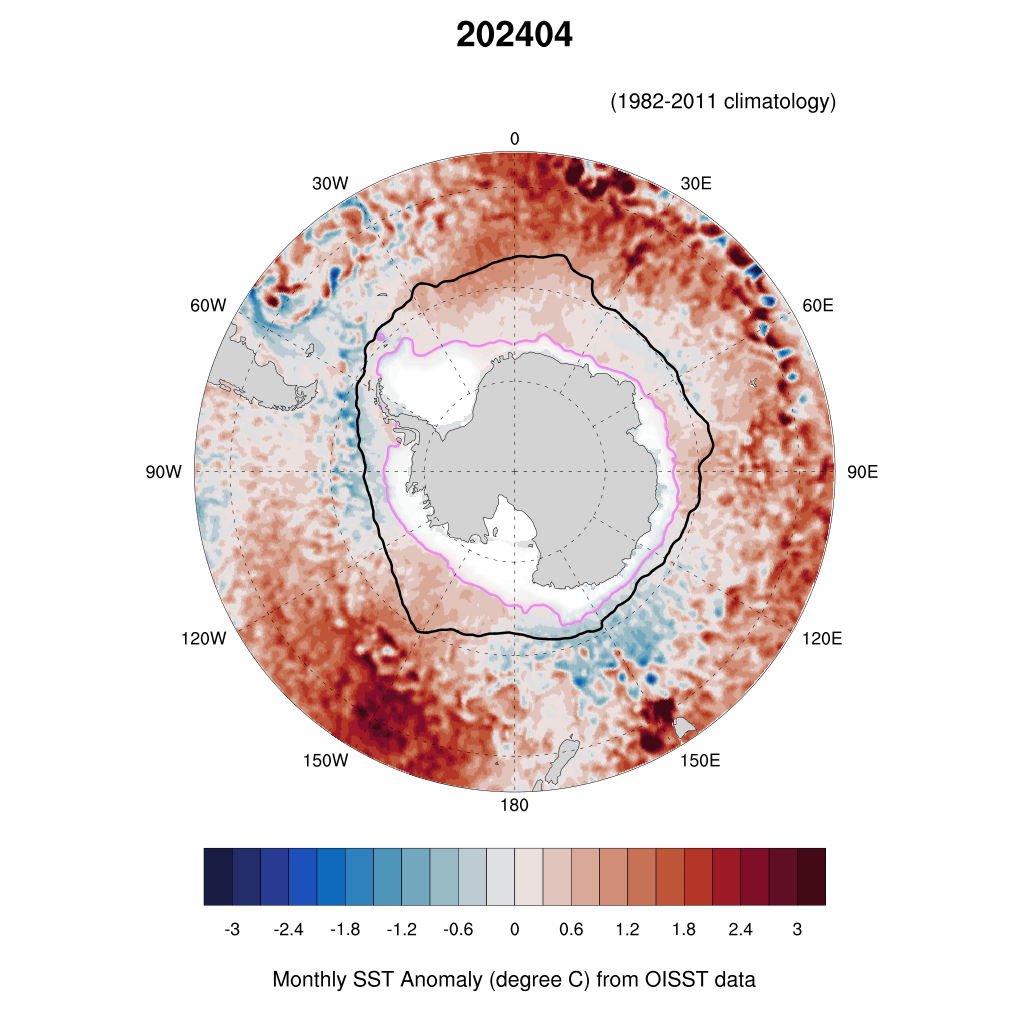 202404
(1982-2011 climatology)
0
30W
30E
60W
60E
90W
90E
120W
120E
150W
150E
180
-3 -2.4 -1.8 -1.2 -0.6 0 0.6 1.2 1.8 2.4 3
Monthly SST Anomaly (degree C) from OISST data